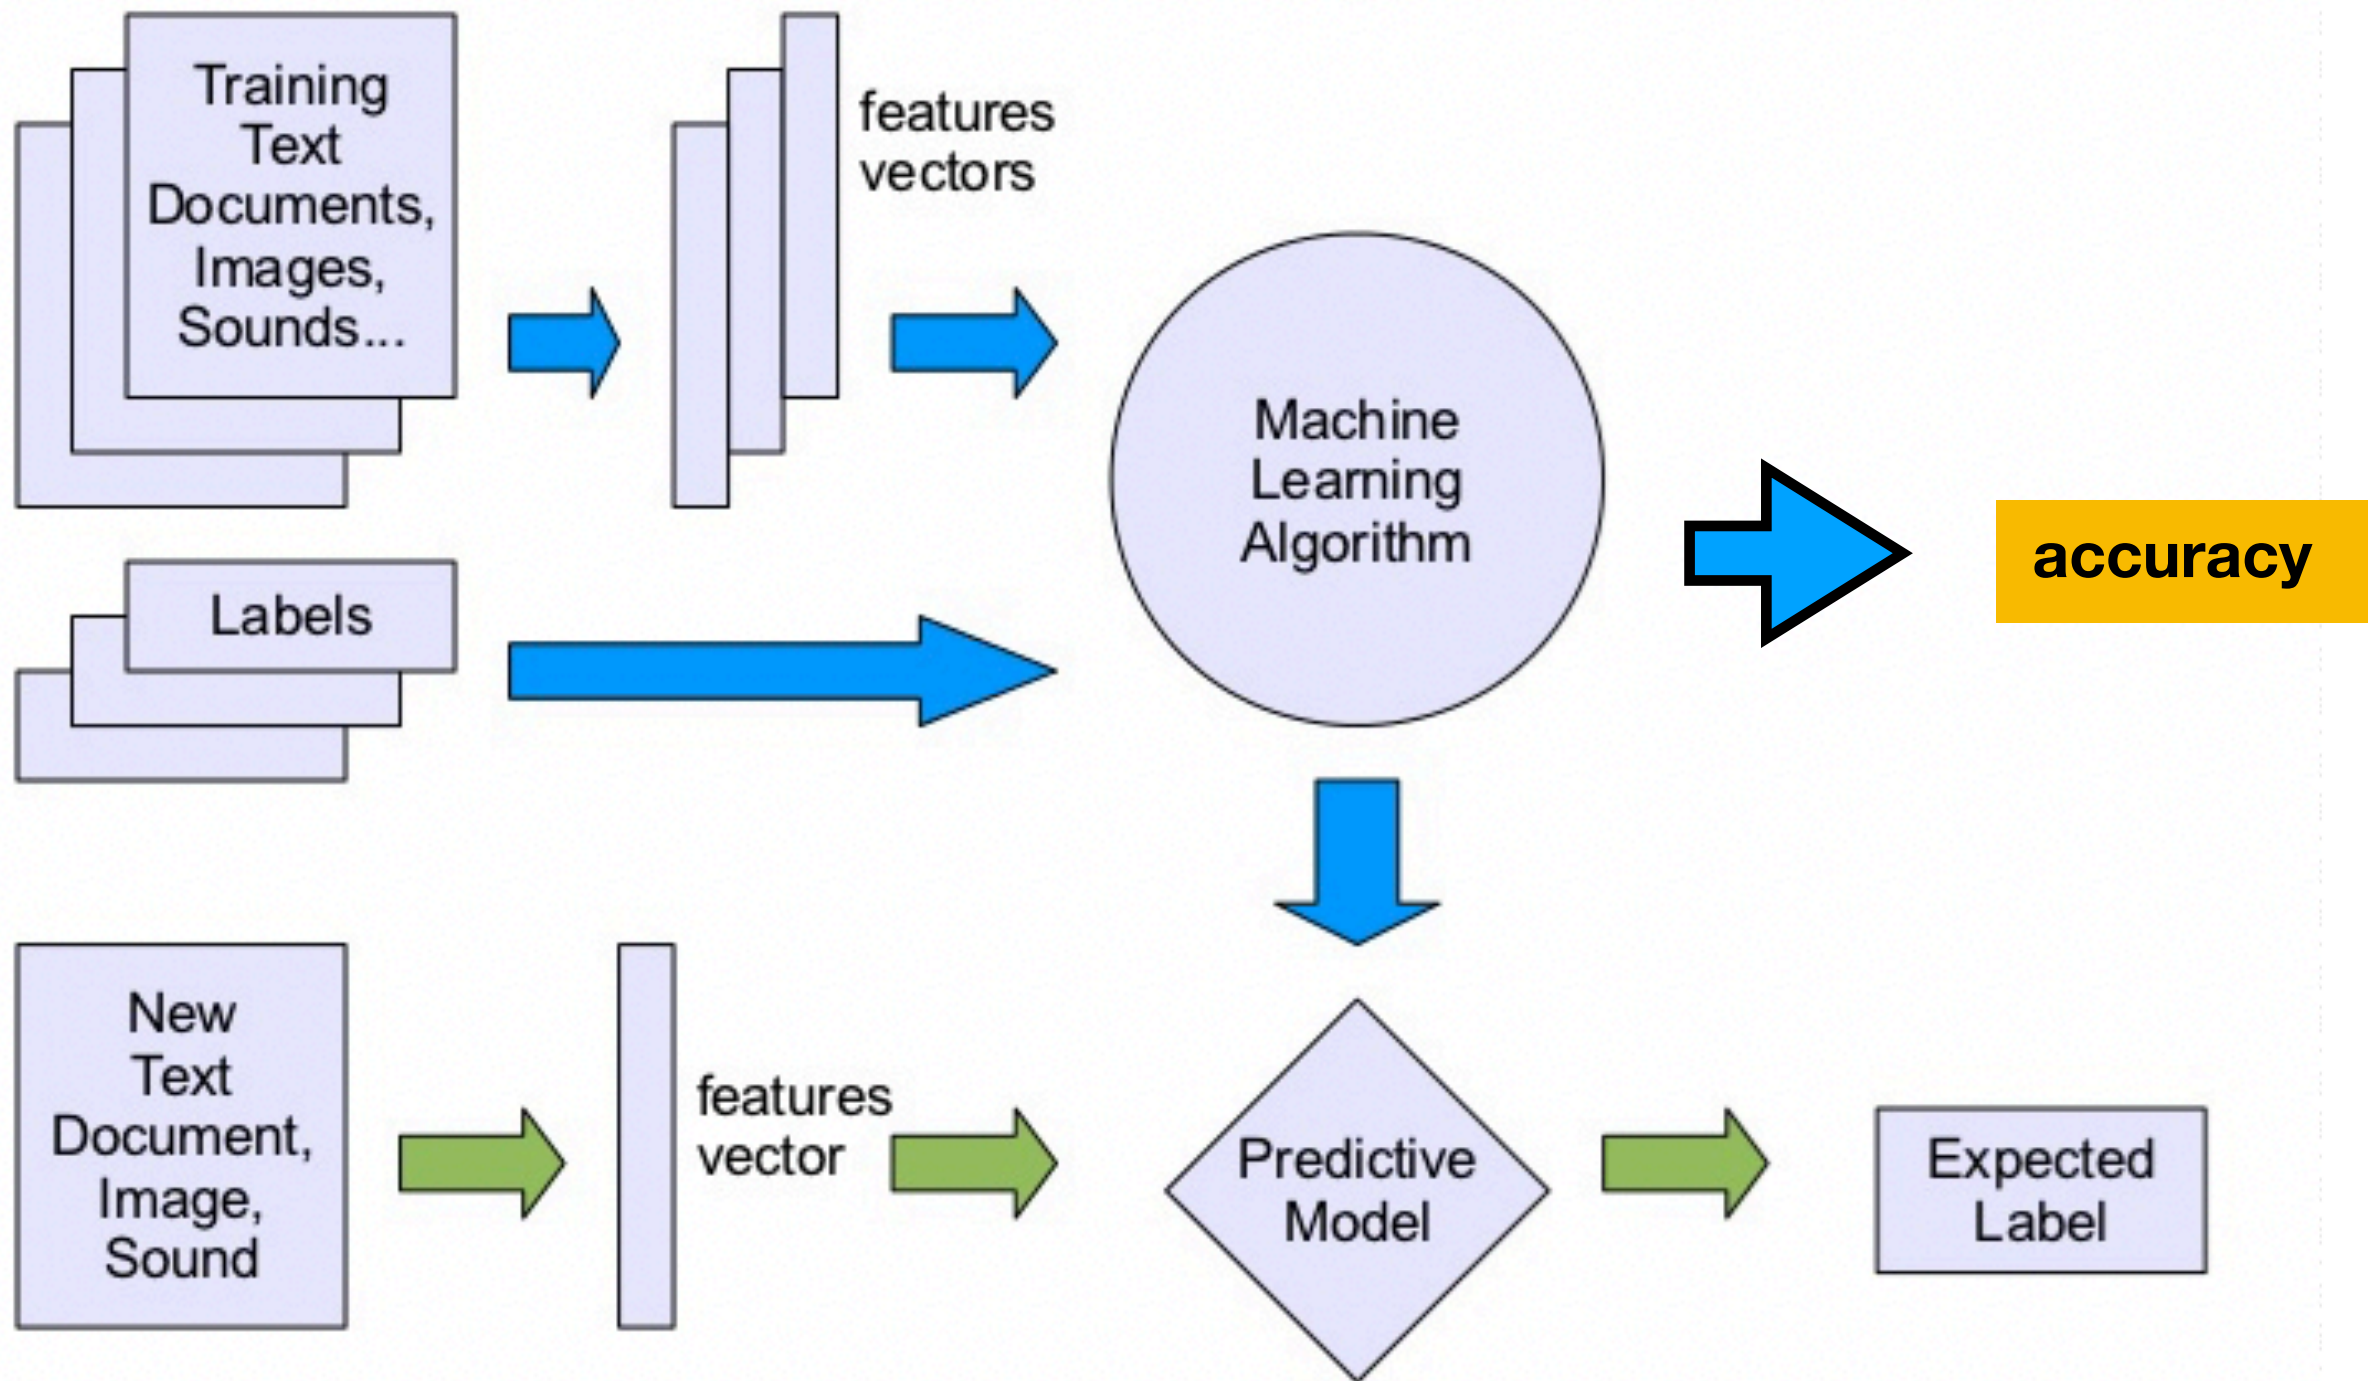 Training
Text
Documents,
Images,
Sounds...
features
vectors
Machine
Learning
Algorithm
accuracy
Labels
New
Text
Document,
Image,
Sound
features
vector
Predictive
Model
Expected
Label